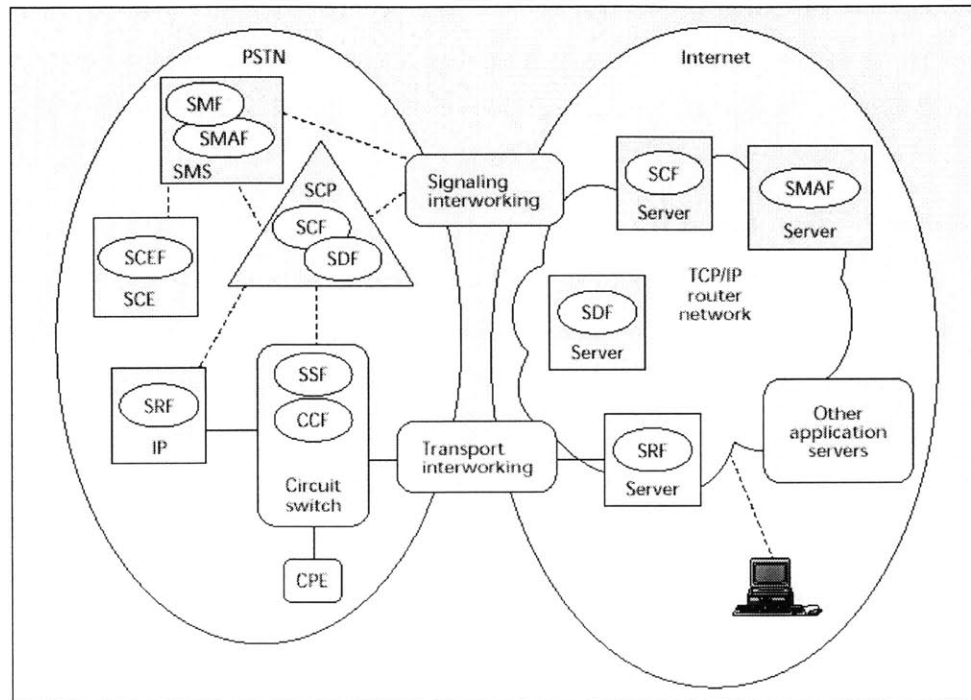 PSTN
Internet
SMF
SMAF
SMS
SCP
SCF
SDF
SCEF
SCE
SRF
IP
SSF
CCF
Circuit
switch
CPE
Signaling
interworking
Transport
interworking
SCF
Server
SMAF
Server
SDF
Server
TCP/IP
router
network
SRF
Server
Other
application
servers